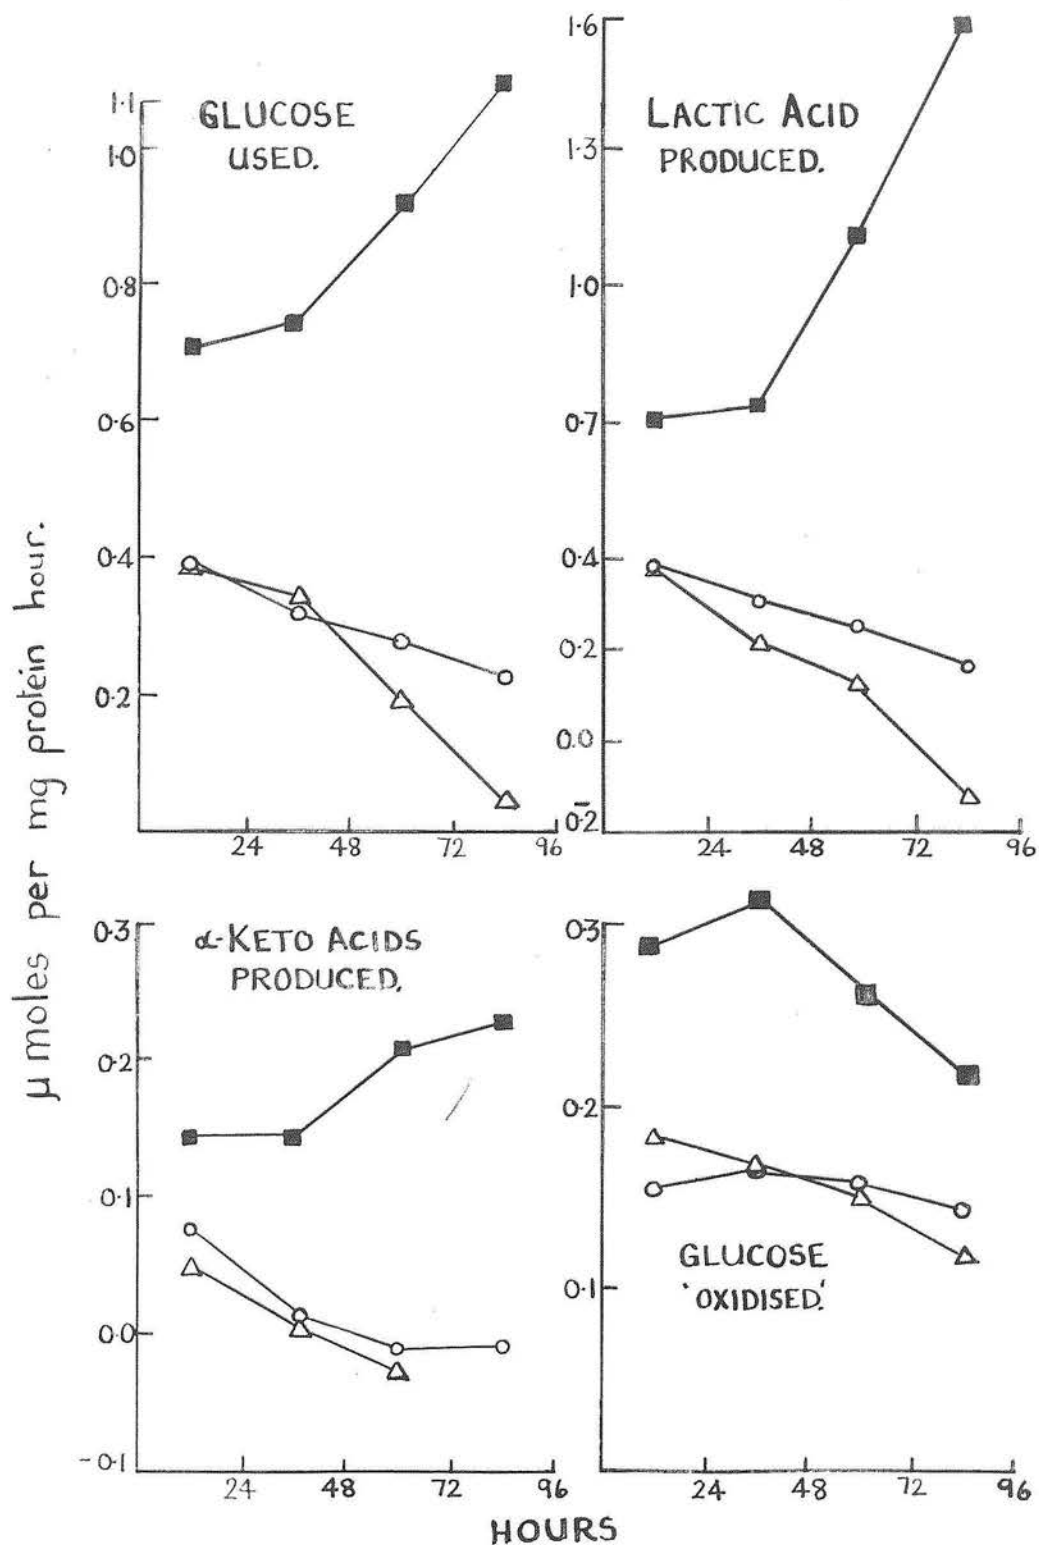 µ moles per mg protein hour.
GLUCOSE
USED.
1·1
1·0
0·8
0·6
0·4
0·2
24 48 72 96
LACTIC ACID
PRODUCED.
1·6
1·3
1·0
0·7
0·4
0·2
0·0
-0·2
24 48 72 96
α-KETO ACIDS
PRODUCED.
0·3
0·2
0·1
0·0
-0·1
24 48 72 96
GLUCOSE
'OXIDISED.'
0·3
0·2
0·1
24 48 72 96
HOURS